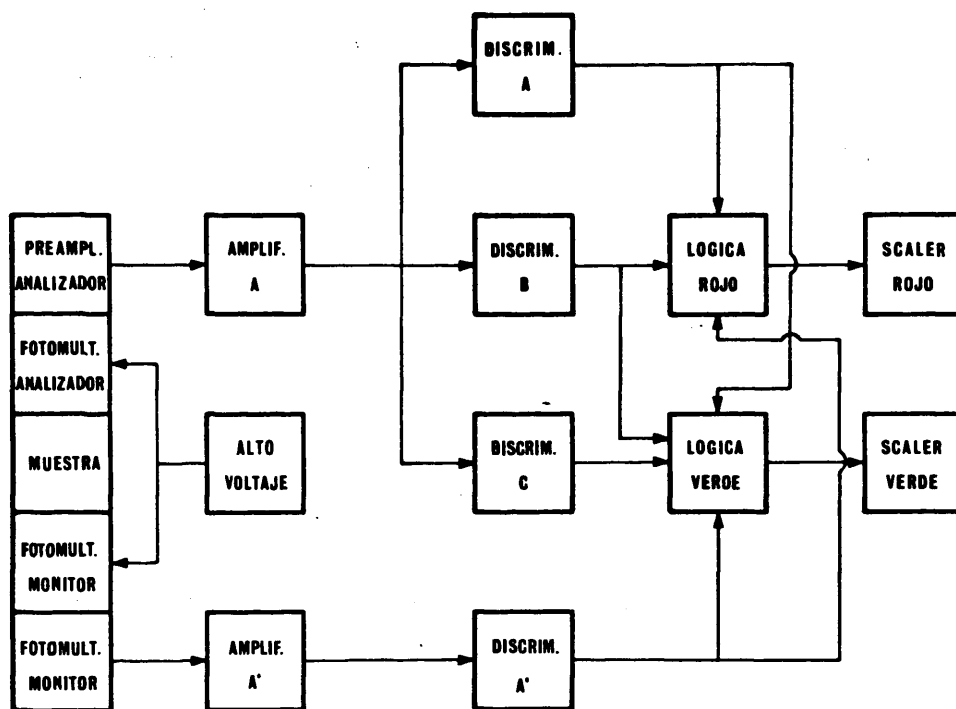 DISCRIM.
A
PREAMPL.
ANALIZADOR
AMPLIF.
A
DISCRIM.
B
LOGICA
ROJO
SCALER
ROJO
FOTOMULT.
ANALIZADOR
MUESTRA
ALTO
VOLTAJE
BISCRIM.
C
LOGICA
VERDE
SCALER
VERDE
FOTOMULT.
MONITOR
FOTOMULT.
MONITOR
AMPLIF.
A'
DISCRIM.
A'